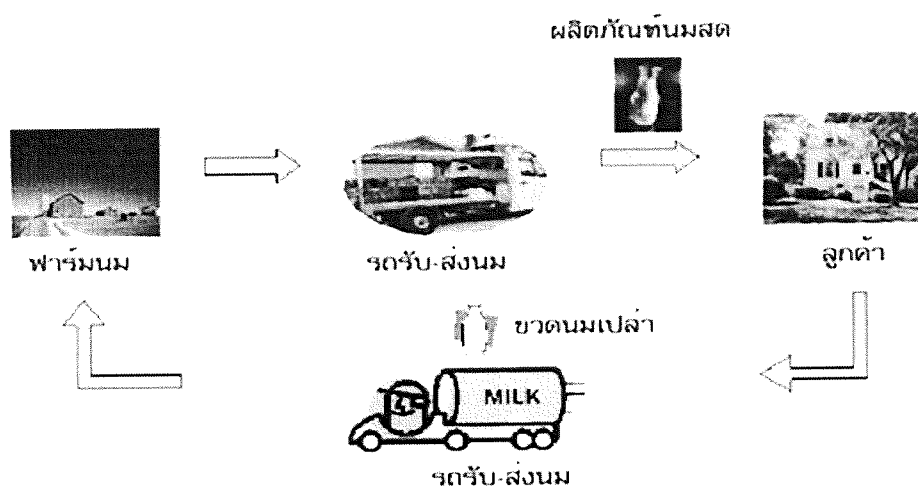 ผลิตภัณฑ์นมสด
ฟาร์มนม
รถรับ-ส่งนม
ลูกค้า
ขวดนมเปล่า
MILK
รถรับ-ส่งนม